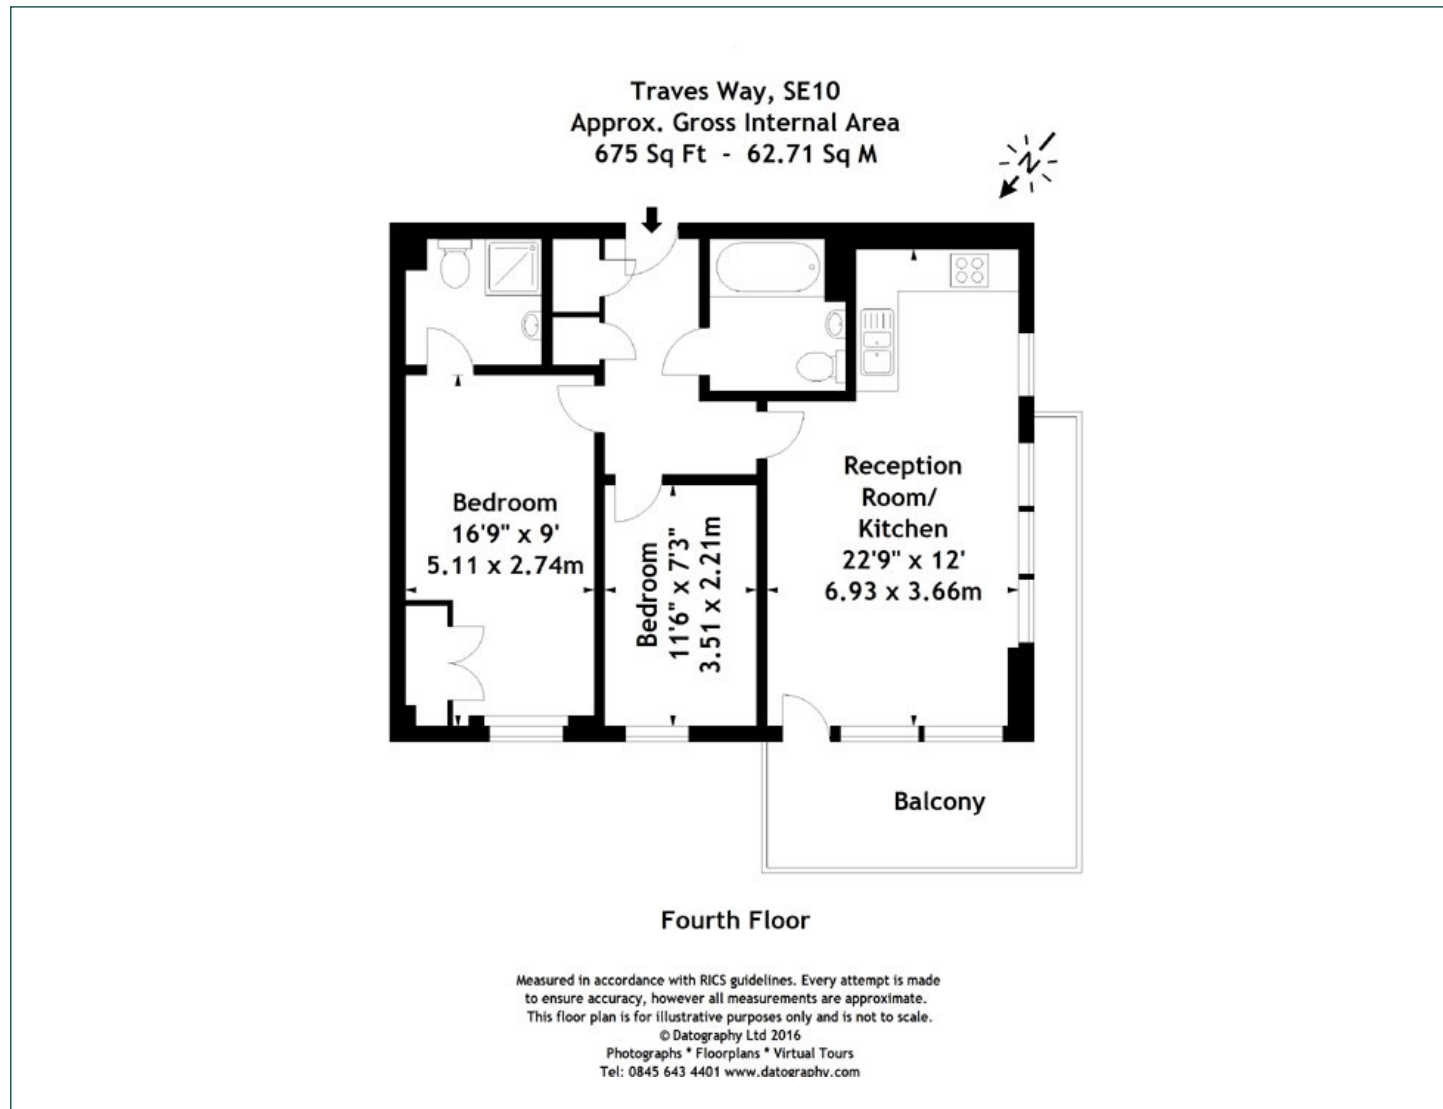 Traves Way, SE10
Approx. Gross Internal Area
675 Sq Ft - 62.71 Sq M
N
Bedroom
16'9" x 9'
5.11 x 2.74m
Bedroom
11'6" x 7'3"
3.51 x 2.21m
Reception
Room/
Kitchen
22'9" x 12'
6.93 x 3.66m
Balcony
Fourth Floor
Measured in accordance with RICS guidelines. Every attempt is made
to ensure accuracy, however all measurements are approximate.
This floor plan is for illustrative purposes only and is not to scale.
© Datography Ltd 2016
Photographs * Floorplans * Virtual Tours
Tel: 0845 643 4401 www.datography.com